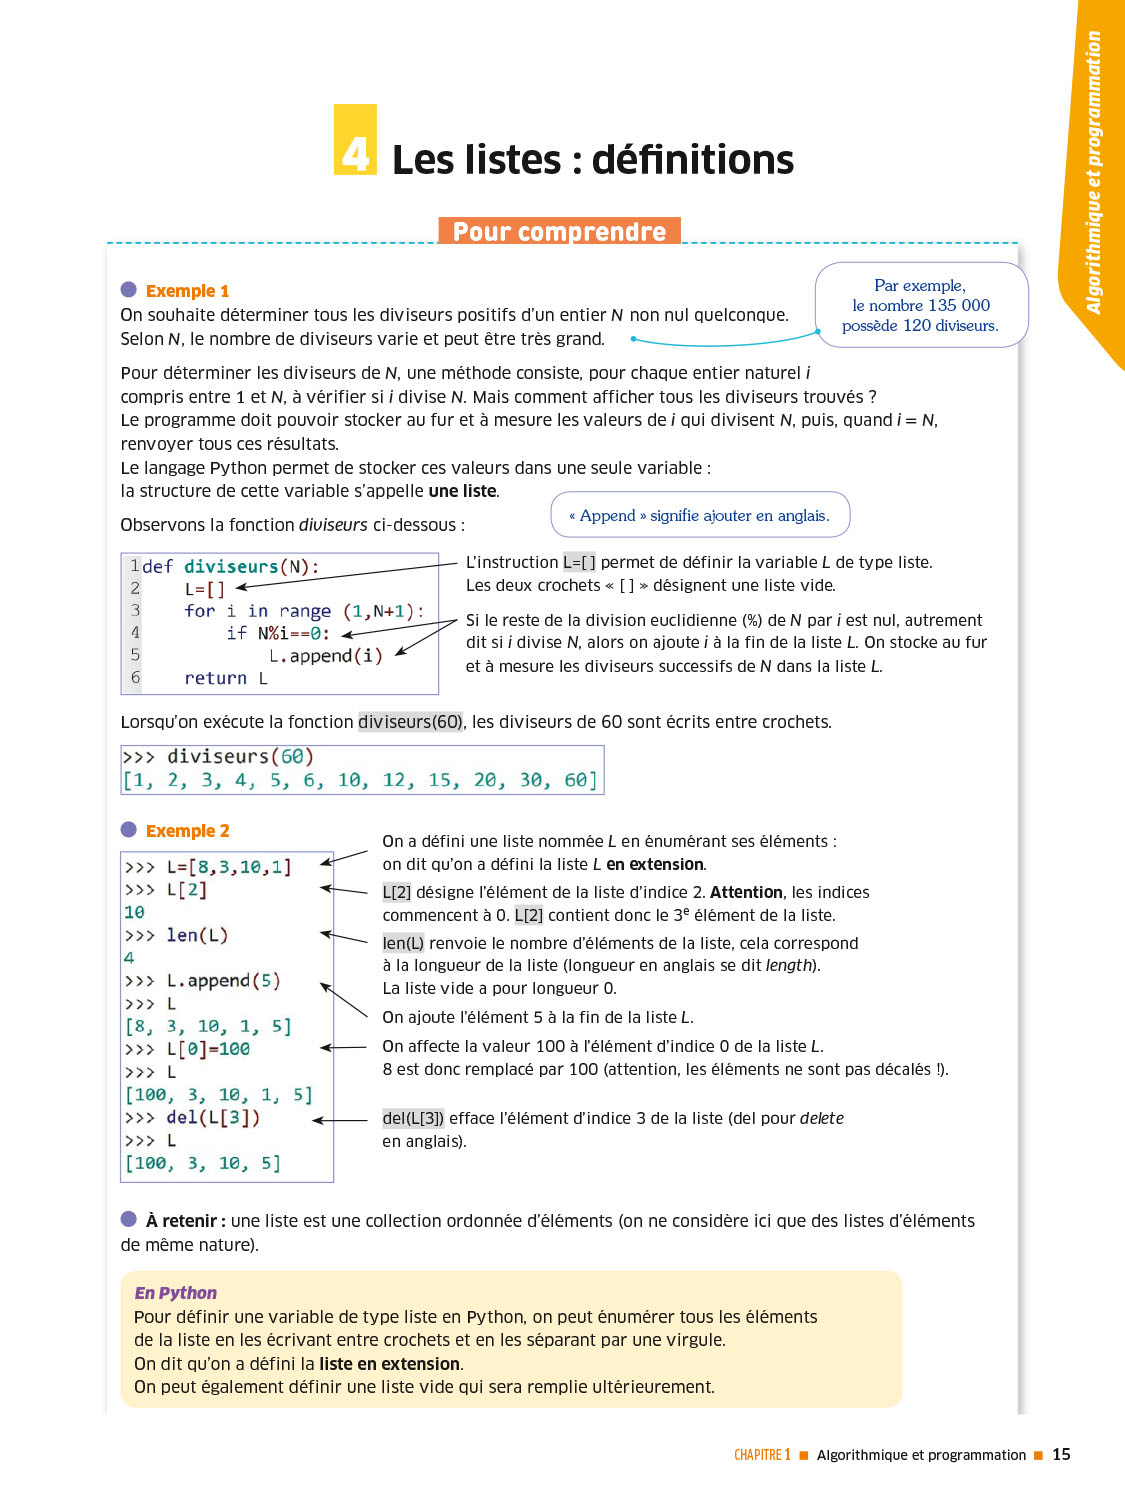 Algorithmique et programmation
4 Les listes : définitions
Pour comprendre
Exemple 1
On souhaite déterminer tous les diviseurs positifs d'un entier N non nul quelconque.
Selon N, le nombre de diviseurs varie et peut être très grand.
Par exemple,
le nombre 135 000
possède 120 diviseurs.
Pour déterminer les diviseurs de N, une méthode consiste, pour chaque entier naturel i
compris entre 1 et N, à vérifier si i divise N. Mais comment afficher tous les diviseurs trouvés ?
Le programme doit pouvoir stocker au fur et à mesure les valeurs de i qui divisent N, puis, quand i = N,
renvoyer tous ces résultats.
Le langage Python permet de stocker ces valeurs dans une seule variable :
la structure de cette variable s'appelle une liste.
« Append » signifie ajouter en anglais.
Observons la fonction diviseurs ci-dessous :
1 def diviseurs(N):
2     L=[]
3     for i in range (1,N+1):
4         if N%i==0:
5             L.append(i)
6     return L
L'instruction L=[] permet de définir la variable L de type liste.
Les deux crochets « [ ] » désignent une liste vide.
Si le reste de la division euclidienne (%) de N par i est nul, autrement
dit si i divise N, alors on ajoute i à la fin de la liste L. On stocke au fur
et à mesure les diviseurs successifs de N dans la liste L.
Lorsqu'on exécute la fonction diviseurs(60), les diviseurs de 60 sont écrits entre crochets.
>>> diviseurs(60)
[1, 2, 3, 4, 5, 6, 10, 12, 15, 20, 30, 60]
Exemple 2
>>> L=[8,3,10,1]
>>> L[2]
10
>>> len(L)
4
>>> L.append(5)
>>> L
[8, 3, 10, 1, 5]
>>> L[0]=100
>>> L
[100, 3, 10, 1, 5]
>>> del(L[3])
>>> L
[100, 3, 10, 5]
On a défini une liste nommée L en énumérant ses éléments :
on dit qu'on a défini la liste L en extension.
L[2] désigne l'élément de la liste d'indice 2. Attention, les indices
commencent à 0. L[2] contient donc le 3e élément de la liste.
len(L) renvoie le nombre d'éléments de la liste, cela correspond
à la longueur de la liste (longueur en anglais se dit length).
La liste vide a pour longueur 0.
On ajoute l'élément 5 à la fin de la liste L.
On affecte la valeur 100 à l'élément d'indice 0 de la liste L.
8 est donc remplacé par 100 (attention, les éléments ne sont pas décalés !).
del(L[3]) efface l'élément d'indice 3 de la liste (del pour delete
en anglais).
À retenir : une liste est une collection ordonnée d'éléments (on ne considère ici que des listes d'éléments
de même nature).
En Python
Pour définir une variable de type liste en Python, on peut énumérer tous les éléments
de la liste en les écrivant entre crochets et en les séparant par une virgule.
On dit qu'on a défini la liste en extension.
On peut également définir une liste vide qui sera remplie ultérieurement.
CHAPITRE 1 ■ Algorithmique et programmation ■ 15